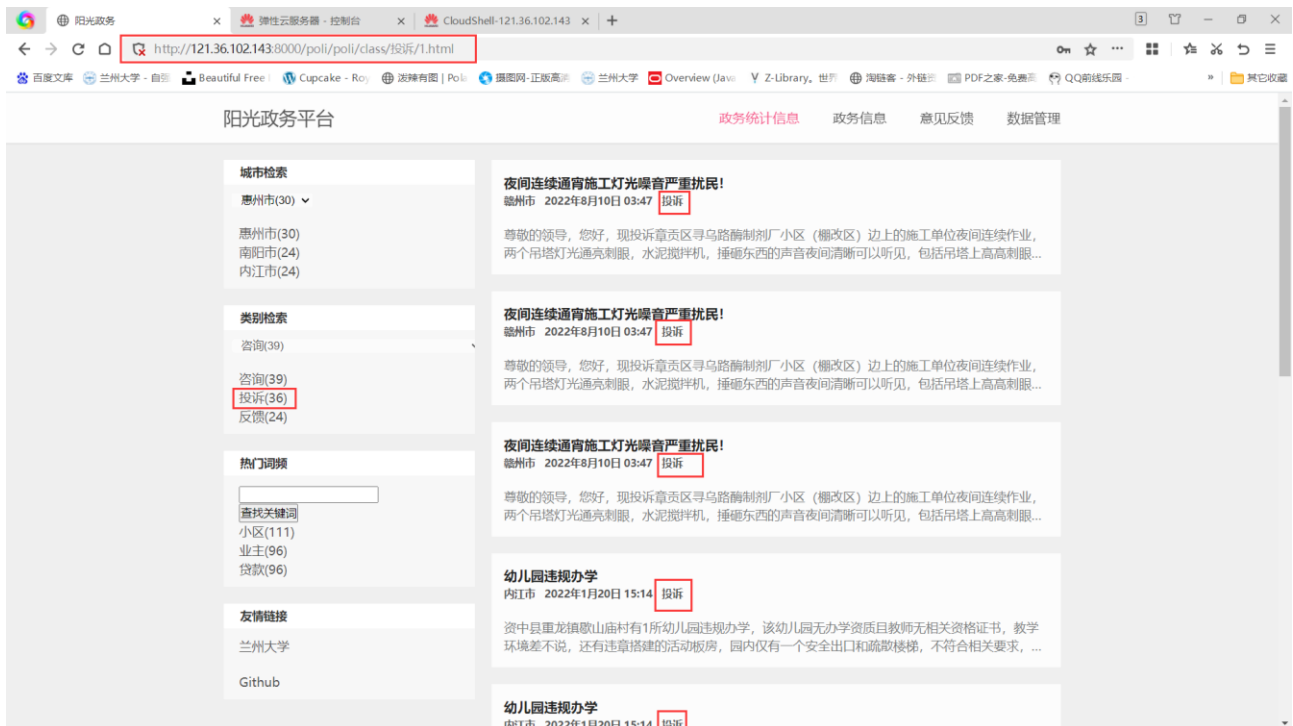 阳光政务
弹性云服务器 - 控制台
CloudShell-121.36.102.143
3
http://121.36.102.143:8000/poli/poli/class/投诉/1.html
百度文库
兰州大学 - 自强
Beautiful Free
Cupcake - Roy
泼辣有图 | Pola
摄图网-正版高
兰州大学
Overview (Java
Z-Library。世界
淘链客 - 外链
PDF之家-免费高
QQ前线乐园 -
»
其它收藏
阳光政务平台
政务统计信息
政务信息
意见反馈
数据管理
城市检索
惠州市(30)
惠州市(30)
南阳市(24)
内江市(24)
类别检索
咨询(39)
咨询(39)
投诉(36)
反馈(24)
热门词频
查找关键词
小区(111)
业主(96)
贷款(96)
友情链接
兰州大学
Github
夜间连续通宵施工灯光噪音严重扰民!
赣州市 2022年8月10日 03:47 投诉
尊敬的领导，您好，现投诉章贡区寻乌路酶制剂厂小区（棚改区）边上的施工单位夜间连续作业，
两个吊塔灯光通亮刺眼，水泥搅拌机，捶砸东西的声音夜间清晰可以听见，包括吊塔上高高刺眼...
夜间连续通宵施工灯光噪音严重扰民!
赣州市 2022年8月10日 03:47 投诉
尊敬的领导，您好，现投诉章贡区寻乌路酶制剂厂小区（棚改区）边上的施工单位夜间连续作业，
两个吊塔灯光通亮刺眼，水泥搅拌机，捶砸东西的声音夜间清晰可以听见，包括吊塔上高高刺眼...
夜间连续通宵施工灯光噪音严重扰民!
赣州市 2022年8月10日 03:47 投诉
尊敬的领导，您好，现投诉章贡区寻乌路酶制剂厂小区（棚改区）边上的施工单位夜间连续作业，
两个吊塔灯光通亮刺眼，水泥搅拌机，捶砸东西的声音夜间清晰可以听见，包括吊塔上高高刺眼...
幼儿园违规办学
内江市 2022年1月20日 15:14 投诉
资中县重龙镇歇山庙村有1所幼儿园违规办学，该幼儿园无办学资质且教师无相关资格证书，教学
环境差不说，还有违章搭建的活动板房，园内仅有一个安全出口和疏散楼梯，不符合相关要求，...
幼儿园违规办学
内江市 2022年1月20日 15:14 投诉